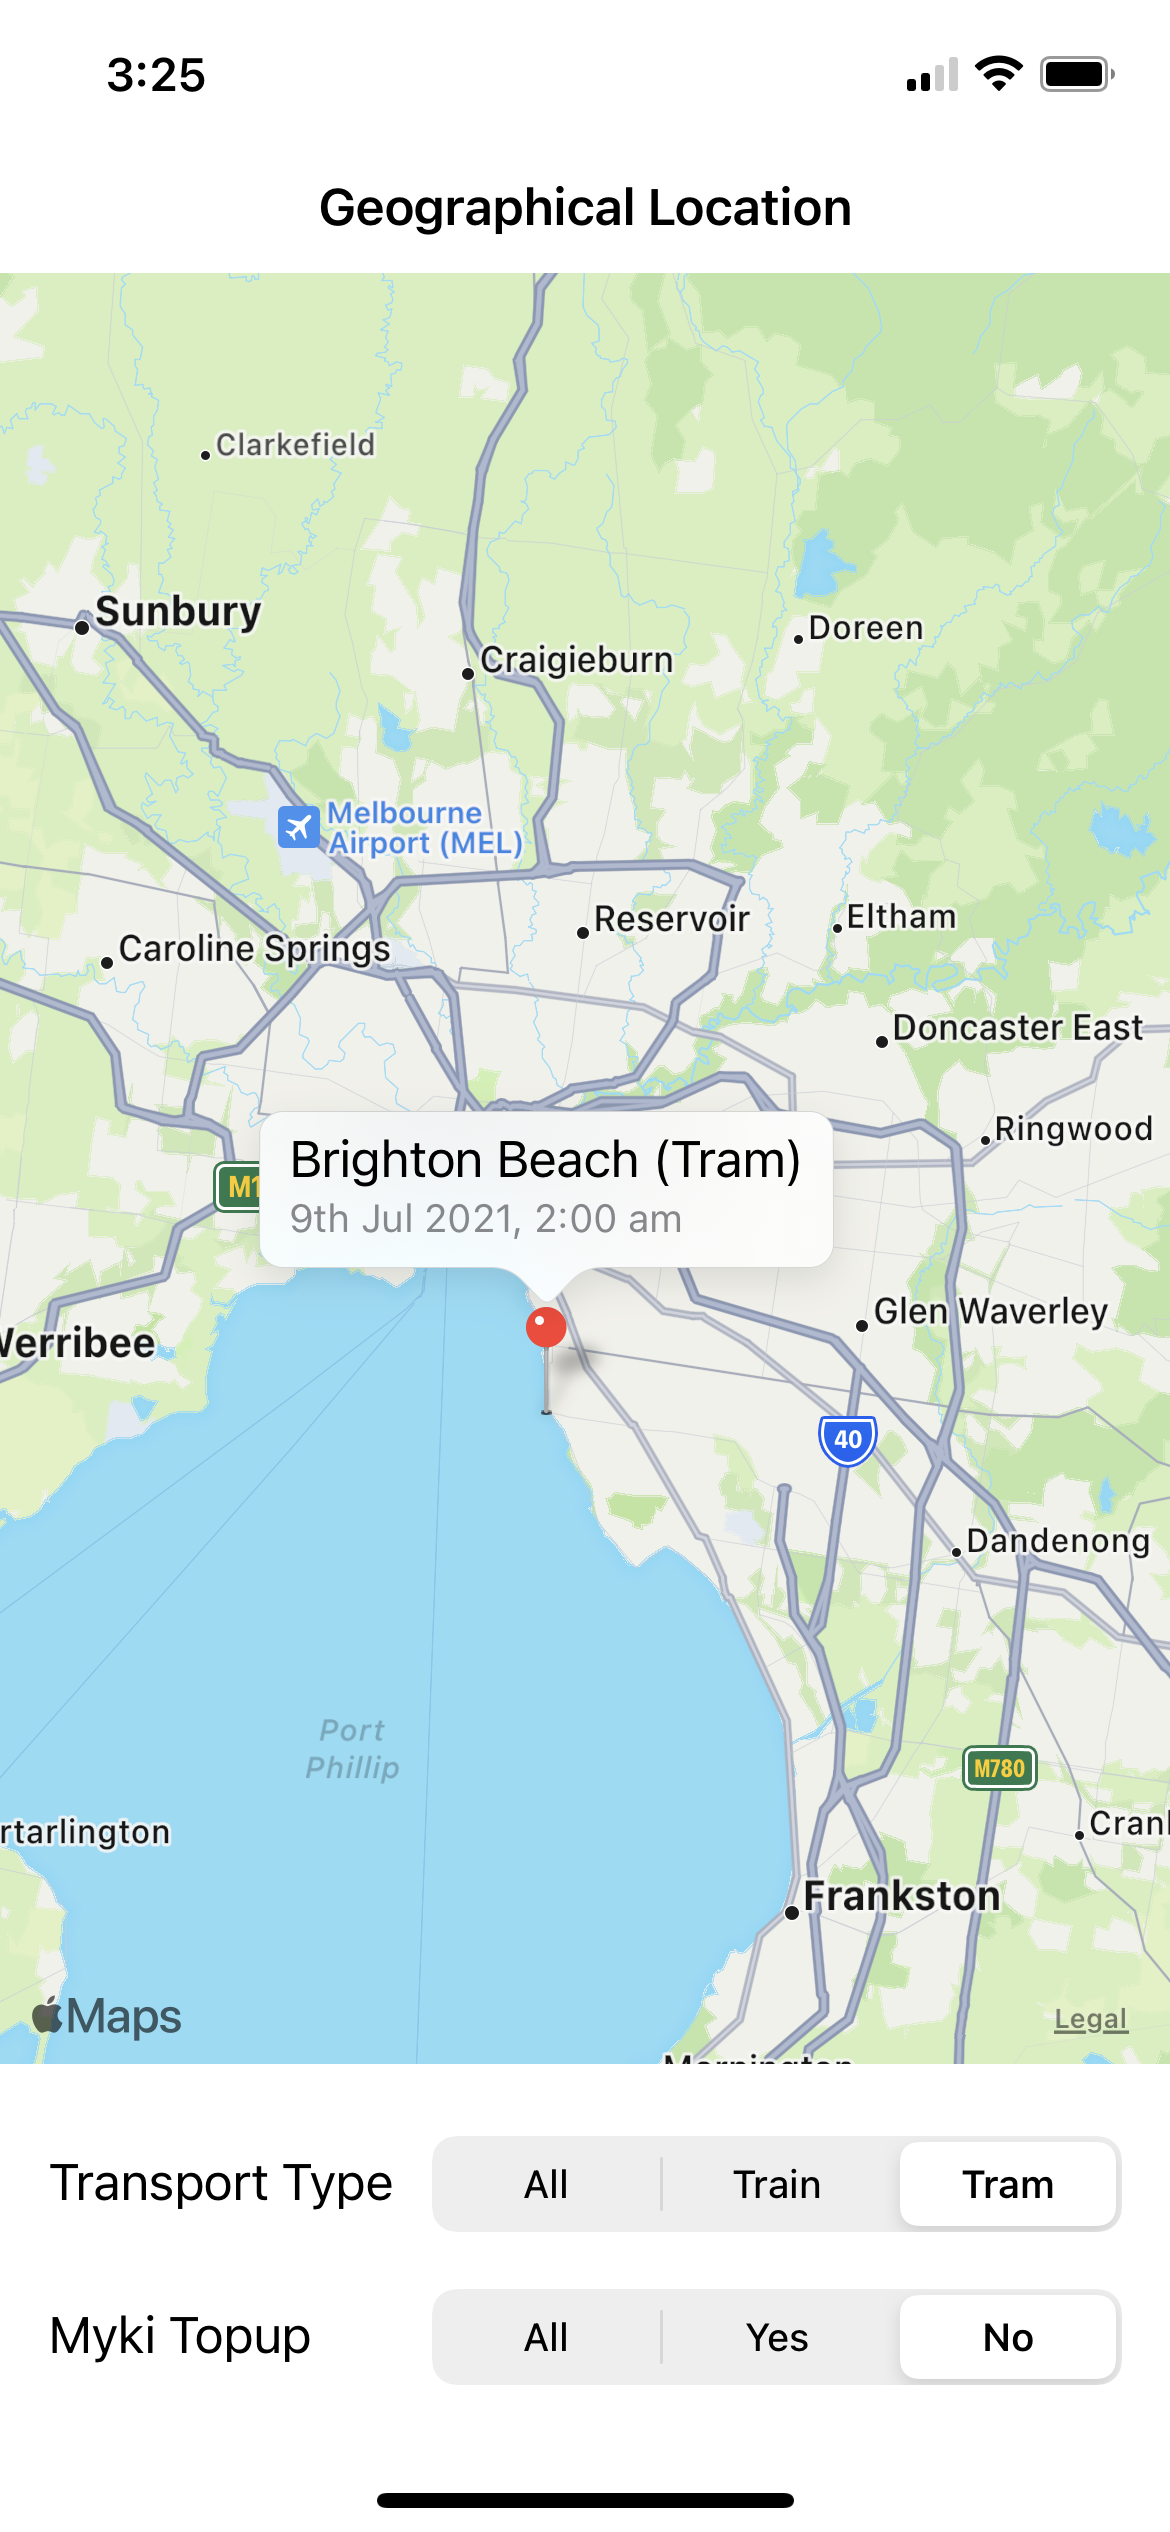 3:25
Geographical Location
Clarkefield
Sunbury
Doreen
Craigieburn
Melbourne
Airport (MEL)
Reservoir
Eltham
Caroline Springs
Doncaster East
Ringwood
Brighton Beach (Tram)
M1
9th Jul 2021, 2:00 am
Glen Waverley
Werribee
40
Dandenong
Port
Phillip
M780
rtarlington
Cran
Frankston
Maps
Legal
Mornington
Transport Type
All
Train
Tram
Myki Topup
All
Yes
No